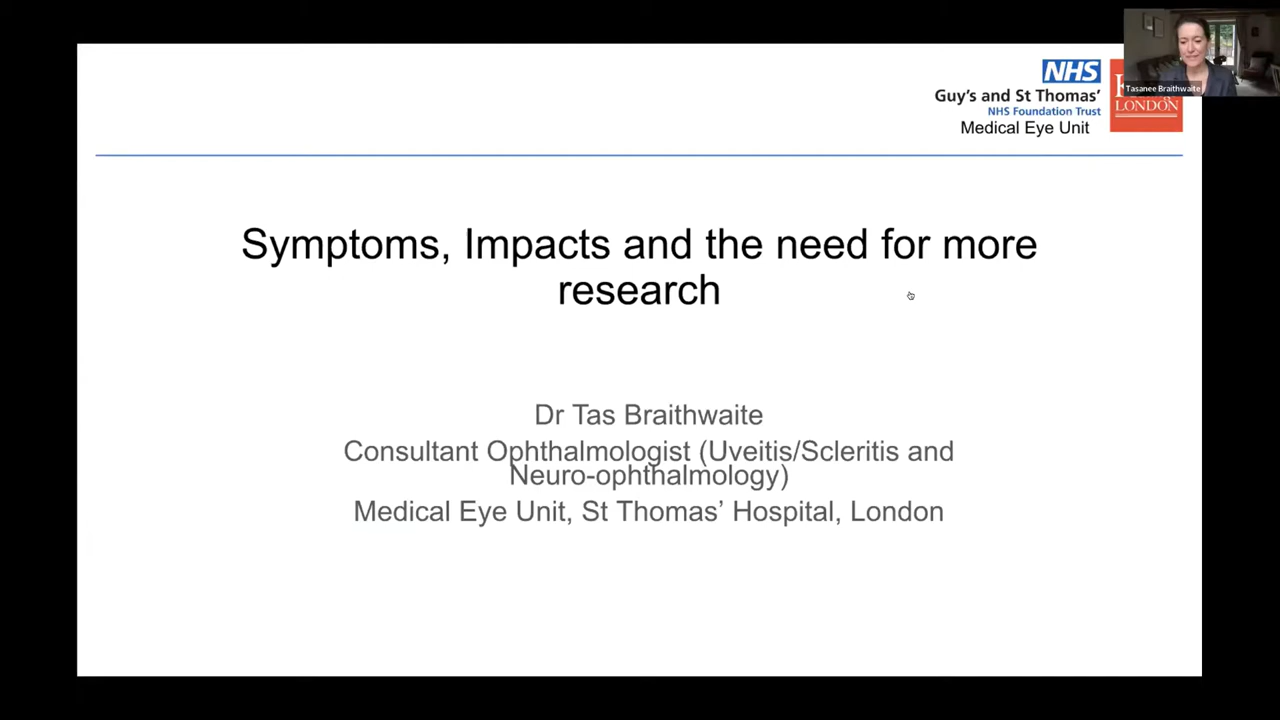 NHS
Guy's and St Thomas'
NHS Foundation Trust
Medical Eye Unit
LONDON
Tasanee Braithwaite
Symptoms, Impacts and the need for more
research
Dr Tas Braithwaite
Consultant Ophthalmologist (Uveitis/Scleritis and
Neuro-ophthalmology)
Medical Eye Unit, St Thomas’ Hospital, London